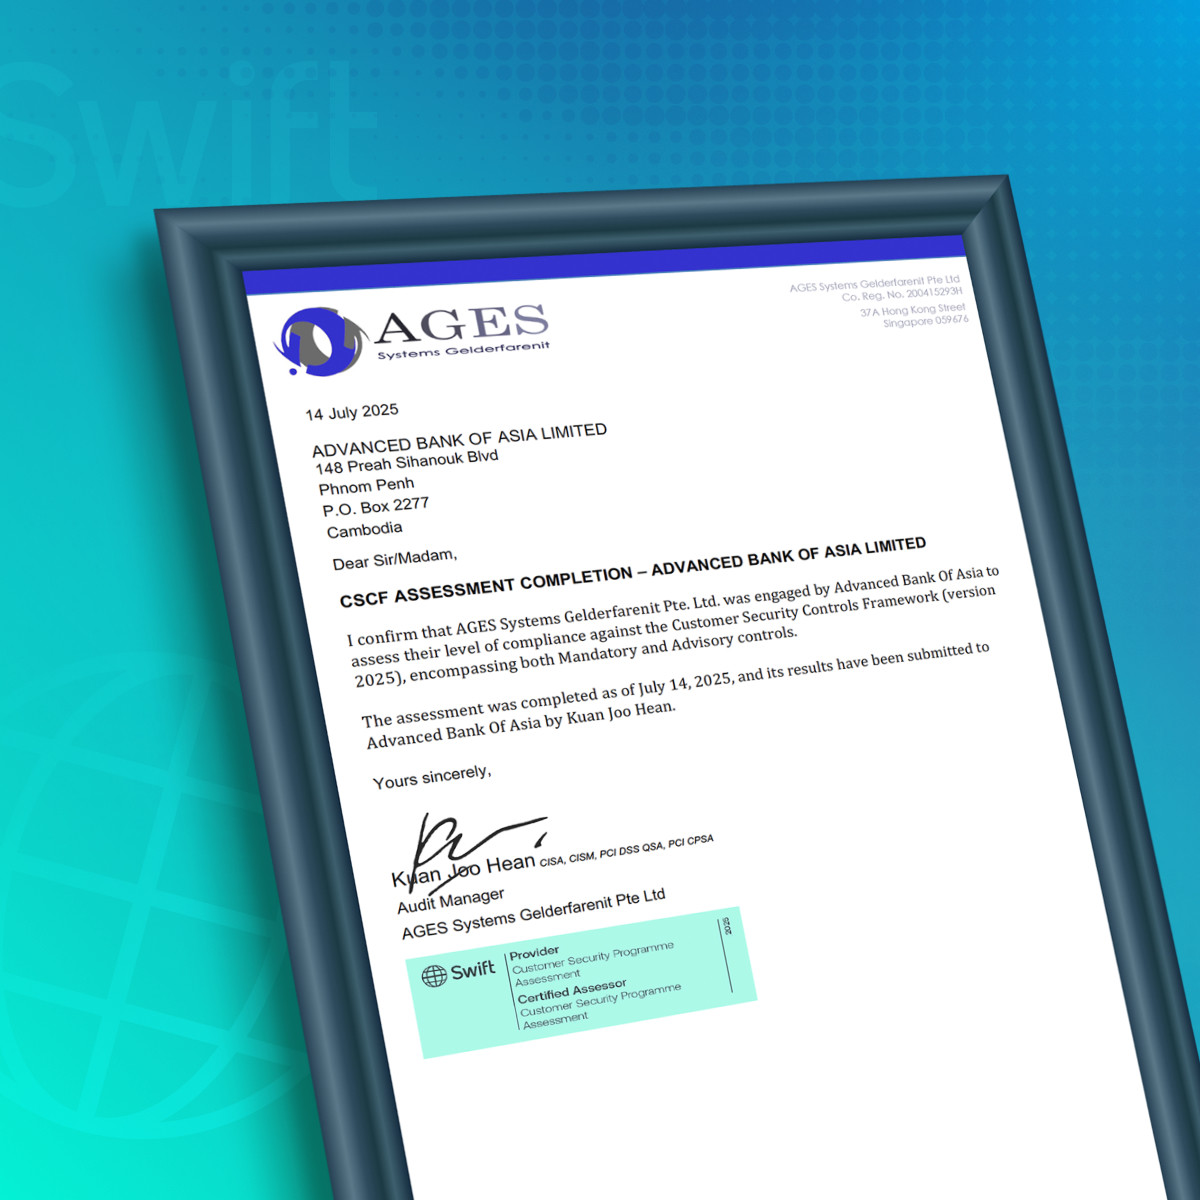 Swift
AGES
Systems Gelderfarenit
AGES Systems Gelderfarenit Pte Ltd
Co. Reg. No. 200415293H
37A Hong Kong Street
Singapore 059676
14 July 2025
ADVANCED BANK OF ASIA LIMITED
148 Preah Sihanouk Blvd
Phnom Penh
P.O. Box 2277
Cambodia
Dear Sir/Madam,
CSCF ASSESSMENT COMPLETION – ADVANCED BANK OF ASIA LIMITED
I confirm that AGES Systems Gelderfarenit Pte. Ltd. was engaged by Advanced Bank Of Asia to
assess their level of compliance against the Customer Security Controls Framework (version
2025), encompassing both Mandatory and Advisory controls.
The assessment was completed as of July 14, 2025, and its results have been submitted to
Advanced Bank Of Asia by Kuan Joo Hean.
Yours sincerely,
Kuan Joo Hean CISA, CISM, PCI DSS QSA, PCI CPSA
Audit Manager
AGES Systems Gelderfarenit Pte Ltd
Swift
Provider
Customer Security Programme
Assessment
Certified Assessor
Customer Security Programme
Assessment
2025